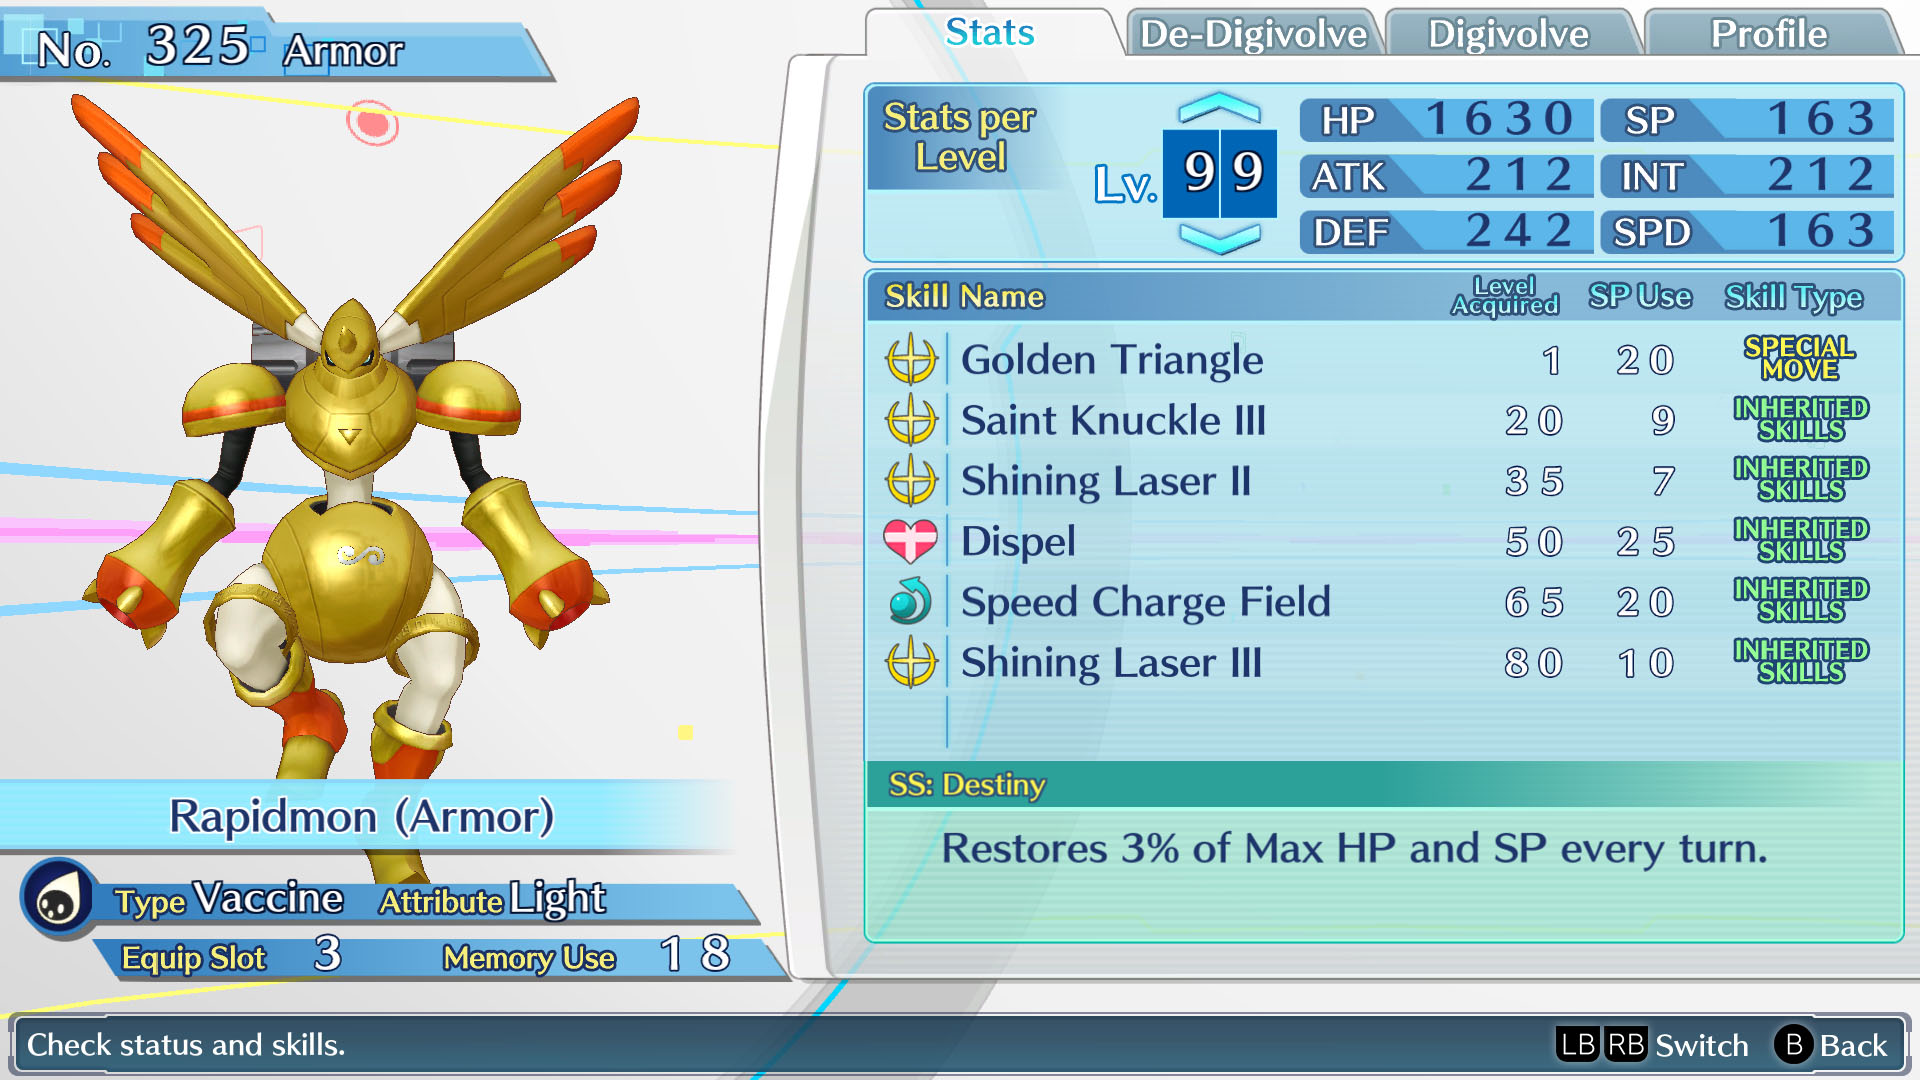 No. 325 Armor
Stats
De-Digivolve
Digivolve
Profile
Stats per
Level
Lv. 99
HP 1630
SP 163
ATK 212
INT 212
DEF 242
SPD 163
Skill Name Level Acquired SP Use Skill Type
Golden Triangle 1 20 SPECIAL MOVE
Saint Knuckle III 20 9 INHERITED SKILLS
Shining Laser II 35 7 INHERITED SKILLS
Dispel 50 25 INHERITED SKILLS
Speed Charge Field 65 20 INHERITED SKILLS
Shining Laser III 80 10 INHERITED SKILLS
SS: Destiny
Restores 3% of Max HP and SP every turn.
Rapidmon (Armor)
Type Vaccine Attribute Light
Equip Slot 3 Memory Use 18
Check status and skills.
LB RB Switch B Back